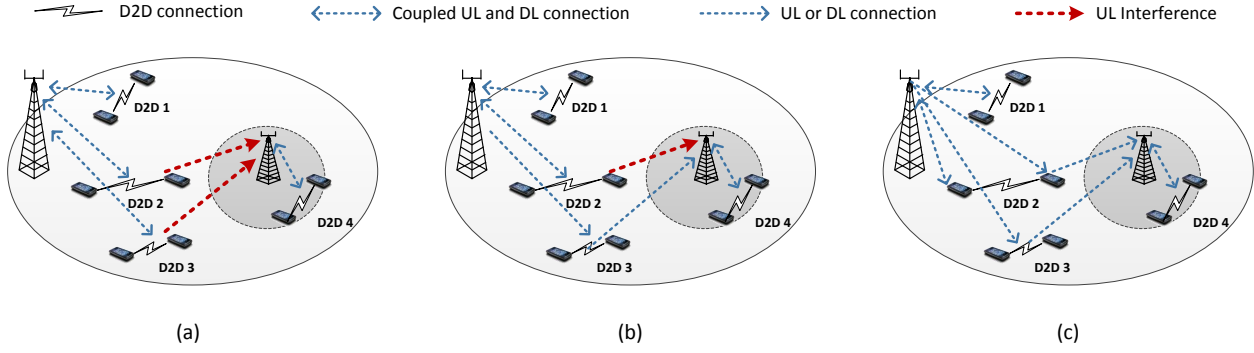 D2D connection Coupled UL and DL connection UL or DL connection UL Interference
D2D 1
D2D 2
D2D 3
D2D 4
(a)
D2D 1
D2D 2
D2D 3
D2D 4
(b)
D2D 1
D2D 2
D2D 3
D2D 4
(c)